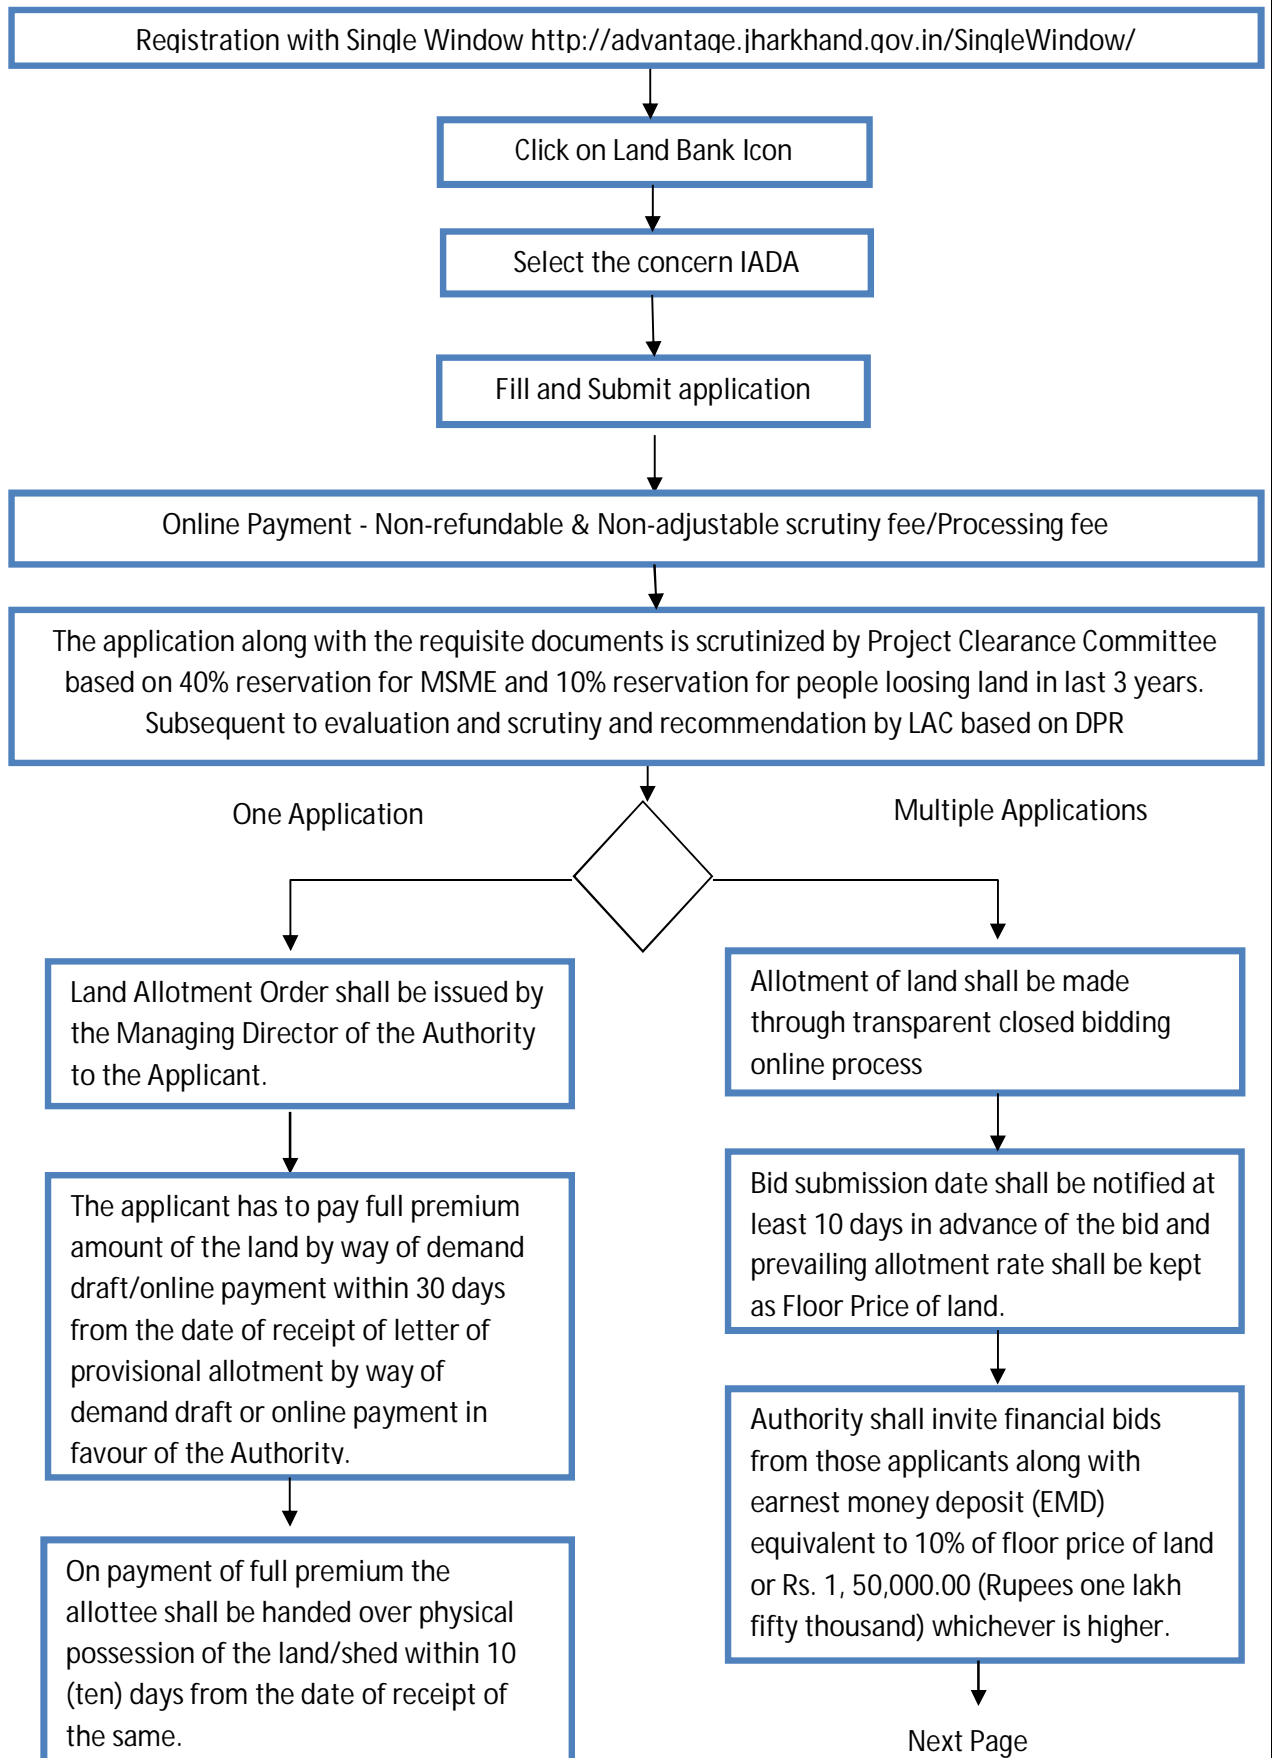 Registration with Single Window http://advantage.jharkhand.gov.in/SingleWindow/
Click on Land Bank Icon
Select the concern IADA
Fill and Submit application
Online Payment - Non-refundable & Non-adjustable scrutiny fee/Processing fee
The application along with the requisite documents is scrutinized by Project Clearance Committee
based on 40% reservation for MSME and 10% reservation for people loosing land in last 3 years.
Subsequent to evaluation and scrutiny and recommendation by LAC based on DPR
One Application
Multiple Applications
Land Allotment Order shall be issued by
the Managing Director of the Authority
to the Applicant.
The applicant has to pay full premium
amount of the land by way of demand
draft/online payment within 30 days
from the date of receipt of letter of
provisional allotment by way of
demand draft or online payment in
favour of the Authority.
On payment of full premium the
allottee shall be handed over physical
possession of the land/shed within 10
(ten) days from the date of receipt of
the same.
Allotment of land shall be made
through transparent closed bidding
online process
Bid submission date shall be notified at
least 10 days in advance of the bid and
prevailing allotment rate shall be kept
as Floor Price of land.
Authority shall invite financial bids
from those applicants along with
earnest money deposit (EMD)
equivalent to 10% of floor price of land
or Rs. 1, 50,000.00 (Rupees one lakh
fifty thousand) whichever is higher.
Next Page